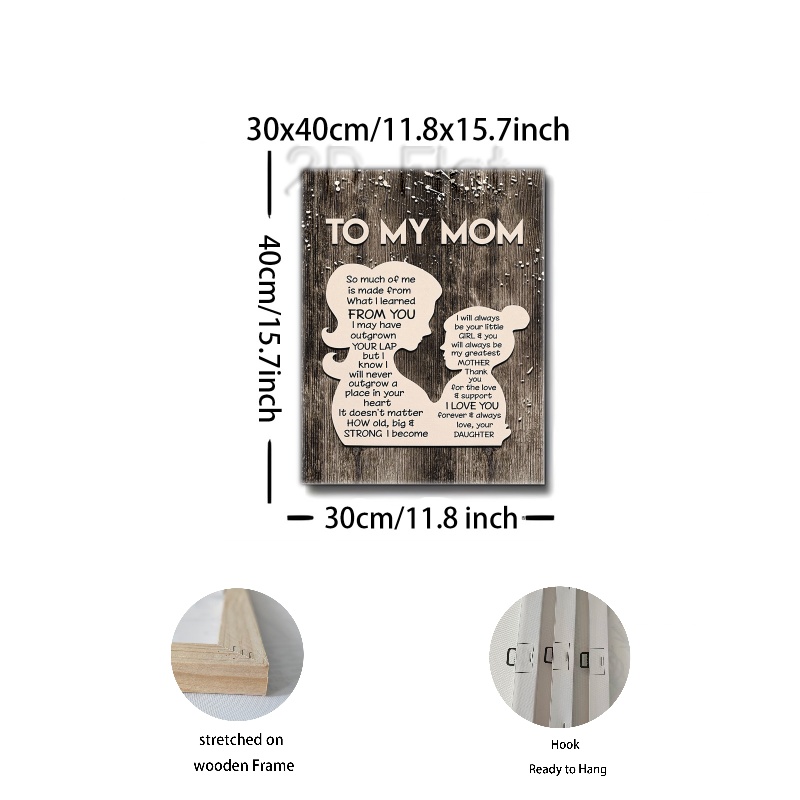 30x40cm/11.8x15.7inch
2D Flat
40cm/15.7inch
TO MY MOM
So much of me
is made from
What I learned
FROM YOU
I may have
outgrown
YOUR LAP
but I
know I
will never
outgrow a
place in your
heart
It doesn't matter
HOW old, big &
STRONG I become
I will always
be your little
GIRL & you
will always be
my greatest
MOTHER
Thank
you
for the love
& support
I LOVE YOU
forever & always
love, your
DAUGHTER
30cm/11.8 inch
stretched on
wooden Frame
Hook
Ready to Hang